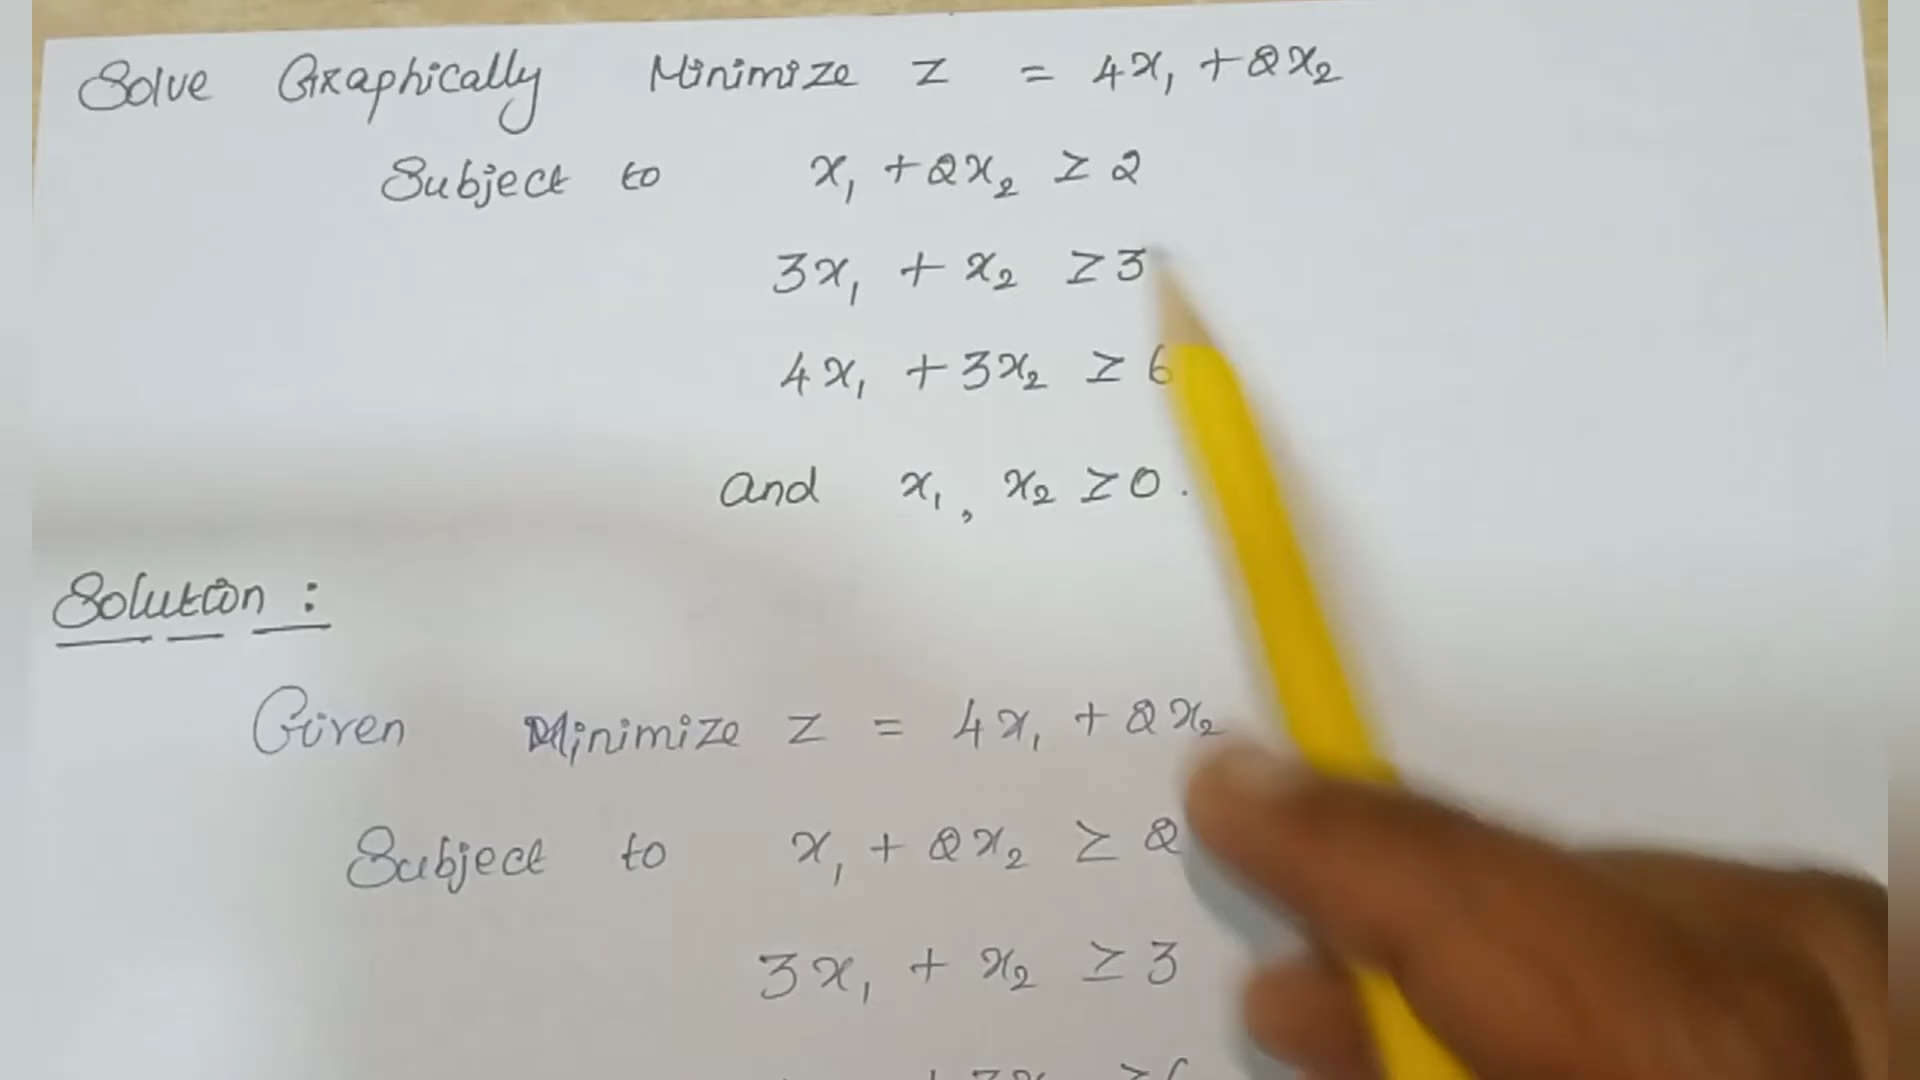 Solve Graphically Minimize Z = 4x₁ + 2x₂
Subject to x₁ + 2x₂ ≥ 2
3x₁ + x₂ ≥ 3
4x₁ + 3x₂ ≥ 6
and x₁, x₂ ≥ 0.
Solution :
Given Minimize Z = 4x₁ + 2x₂
Subject to x₁ + 2x₂ ≥ 2
3x₁ + x₂ ≥ 3